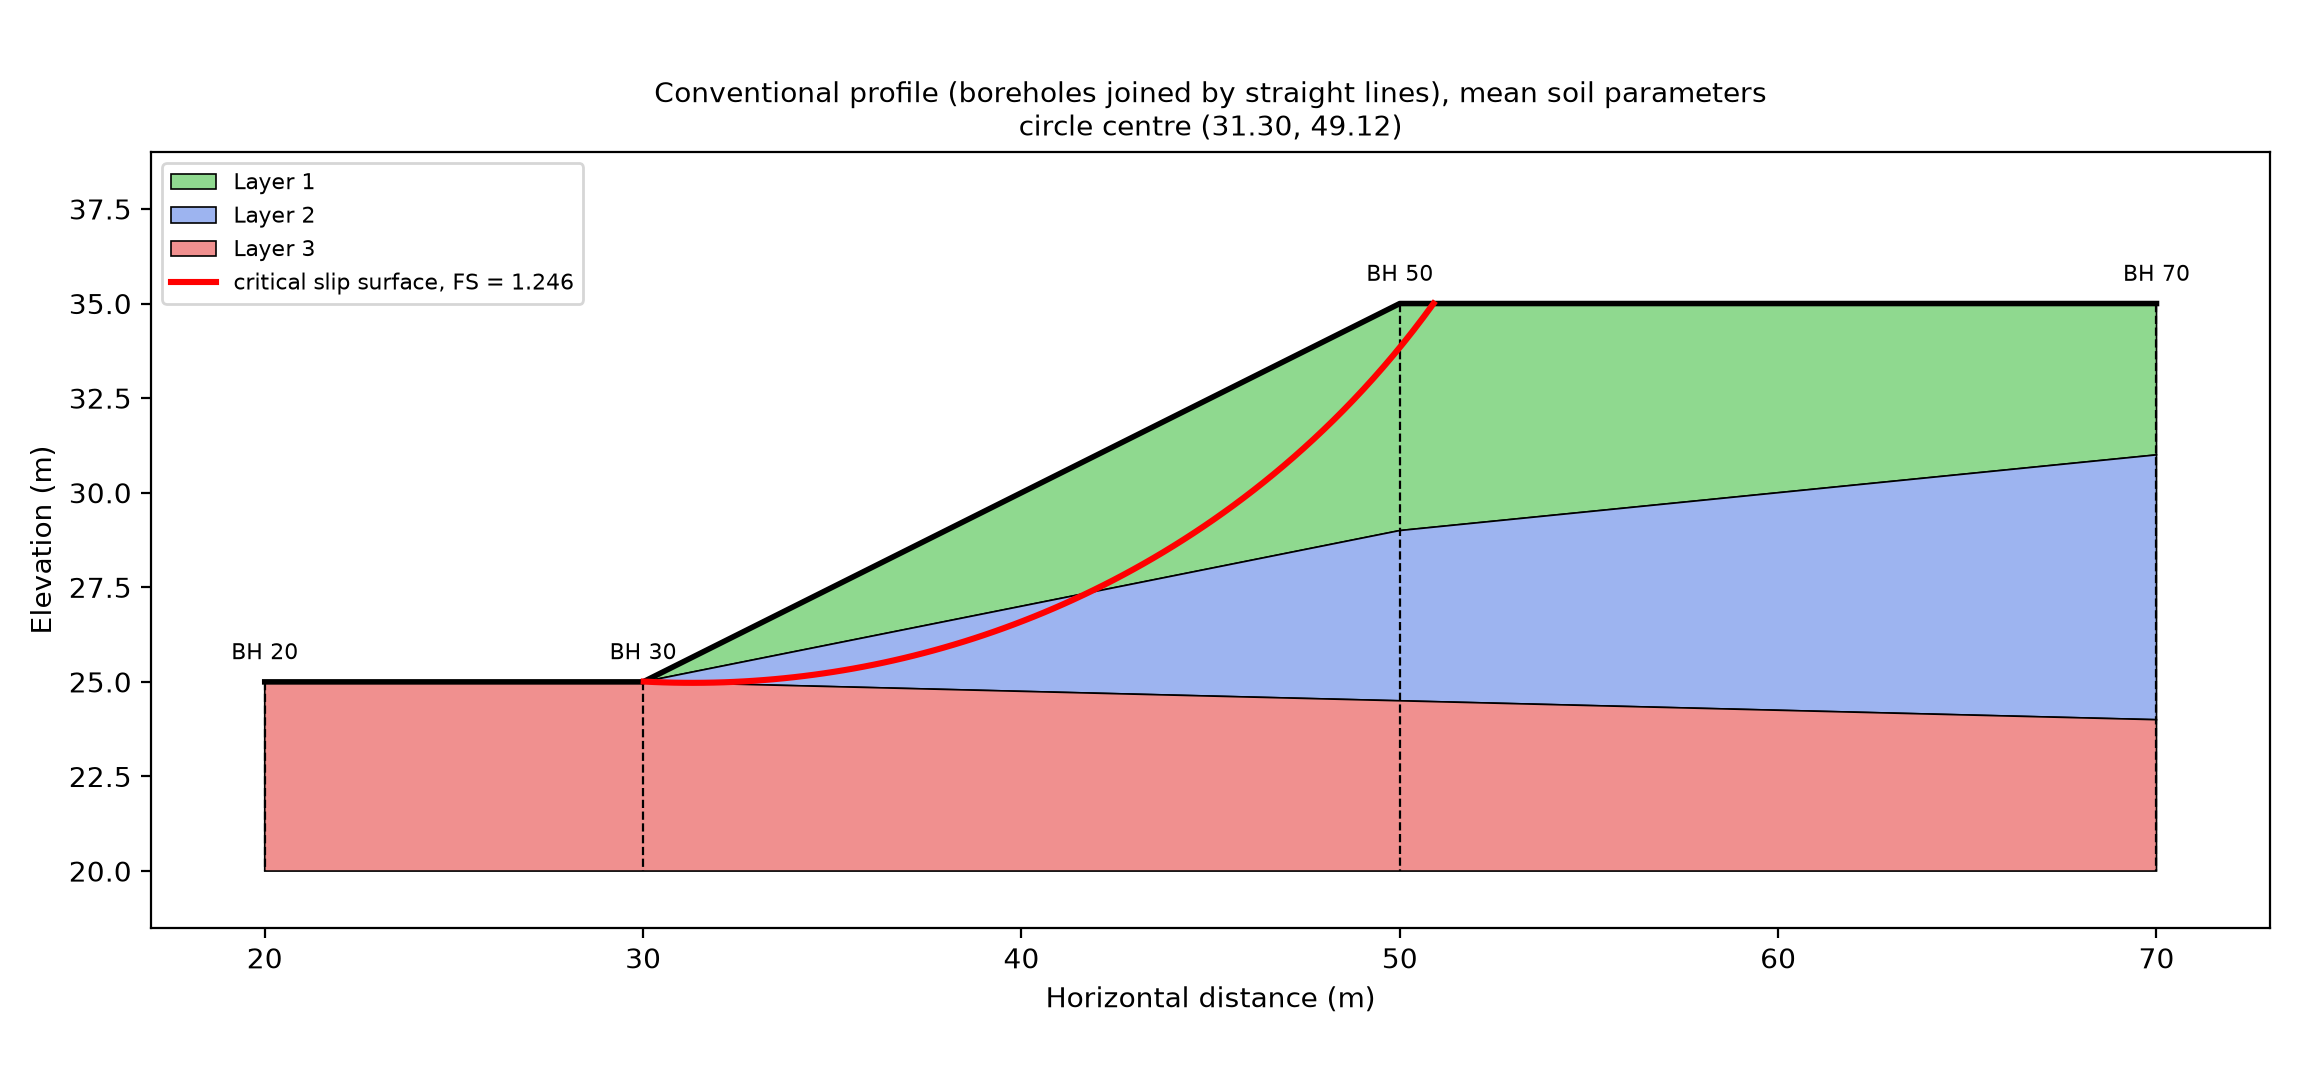 Conventional profile (boreholes joined by straight lines), mean soil parameters
circle centre (31.30, 49.12)
Layer 1
Layer 2
Layer 3
critical slip surface, FS = 1.246
BH 20
BH 30
BH 50
BH 70
37.5
35.0
32.5
30.0
27.5
25.0
22.5
20.0
Elevation (m)
20
30
40
50
60
70
Horizontal distance (m)